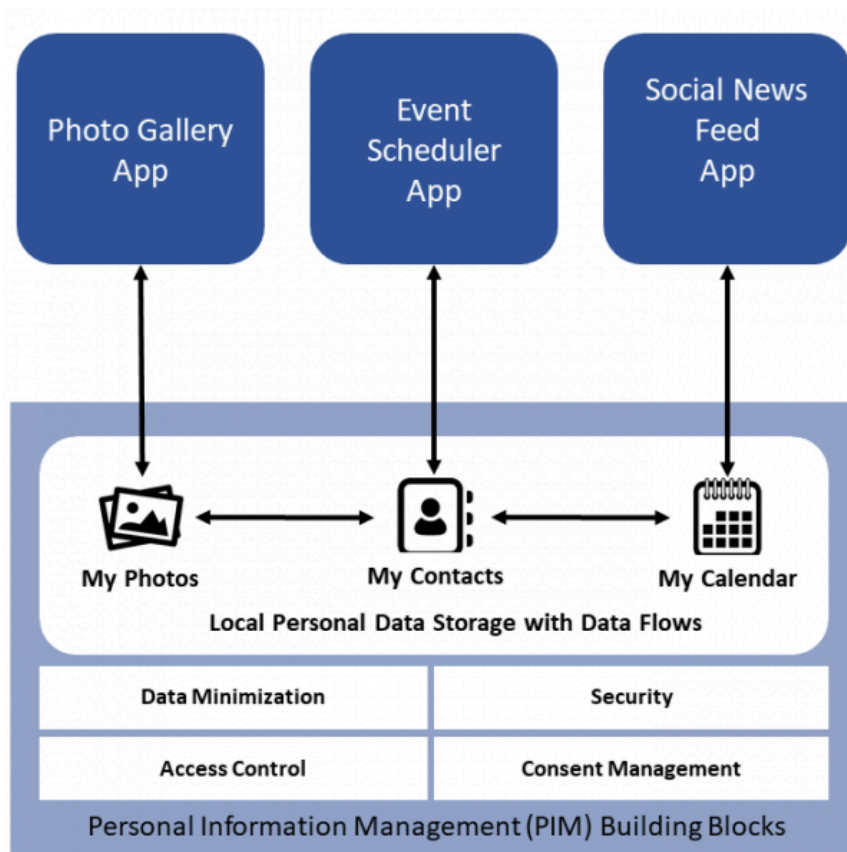 Photo Gallery
App
Event
Scheduler
App
Social News
Feed
App
My Photos
My Contacts
My Calendar
Local Personal Data Storage with Data Flows
Data Minimization
Security
Access Control
Consent Management
Personal Information Management (PIM) Building Blocks